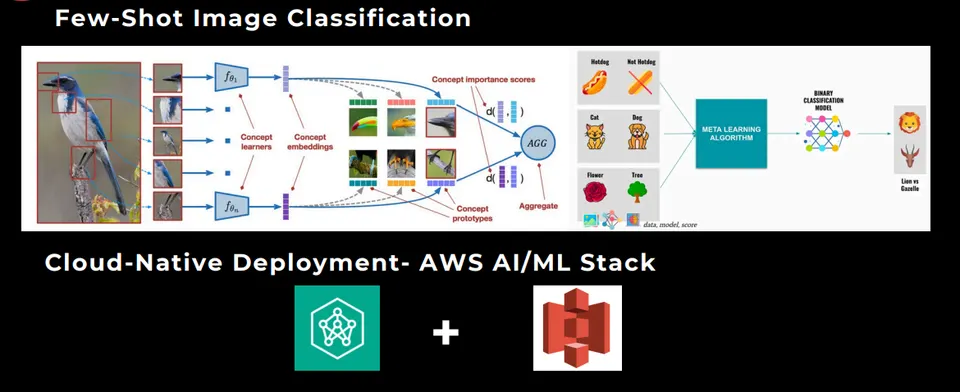 Few-Shot Image Classification
fθ1
Concept
learners
Concept
embeddings
fθn
Concept importance scores
d( , )
d( , )
Concept
prototypes
AGG
Aggregate
Hotdog
Not Hotdog
Cat
Dog
Flower
Tree
META LEARNING
ALGORITHM
BINARY
CLASSIFICATION
MODEL
Lion vs
Gazelle
data, model, score
Cloud-Native Deployment- AWS AI/ML Stack
+